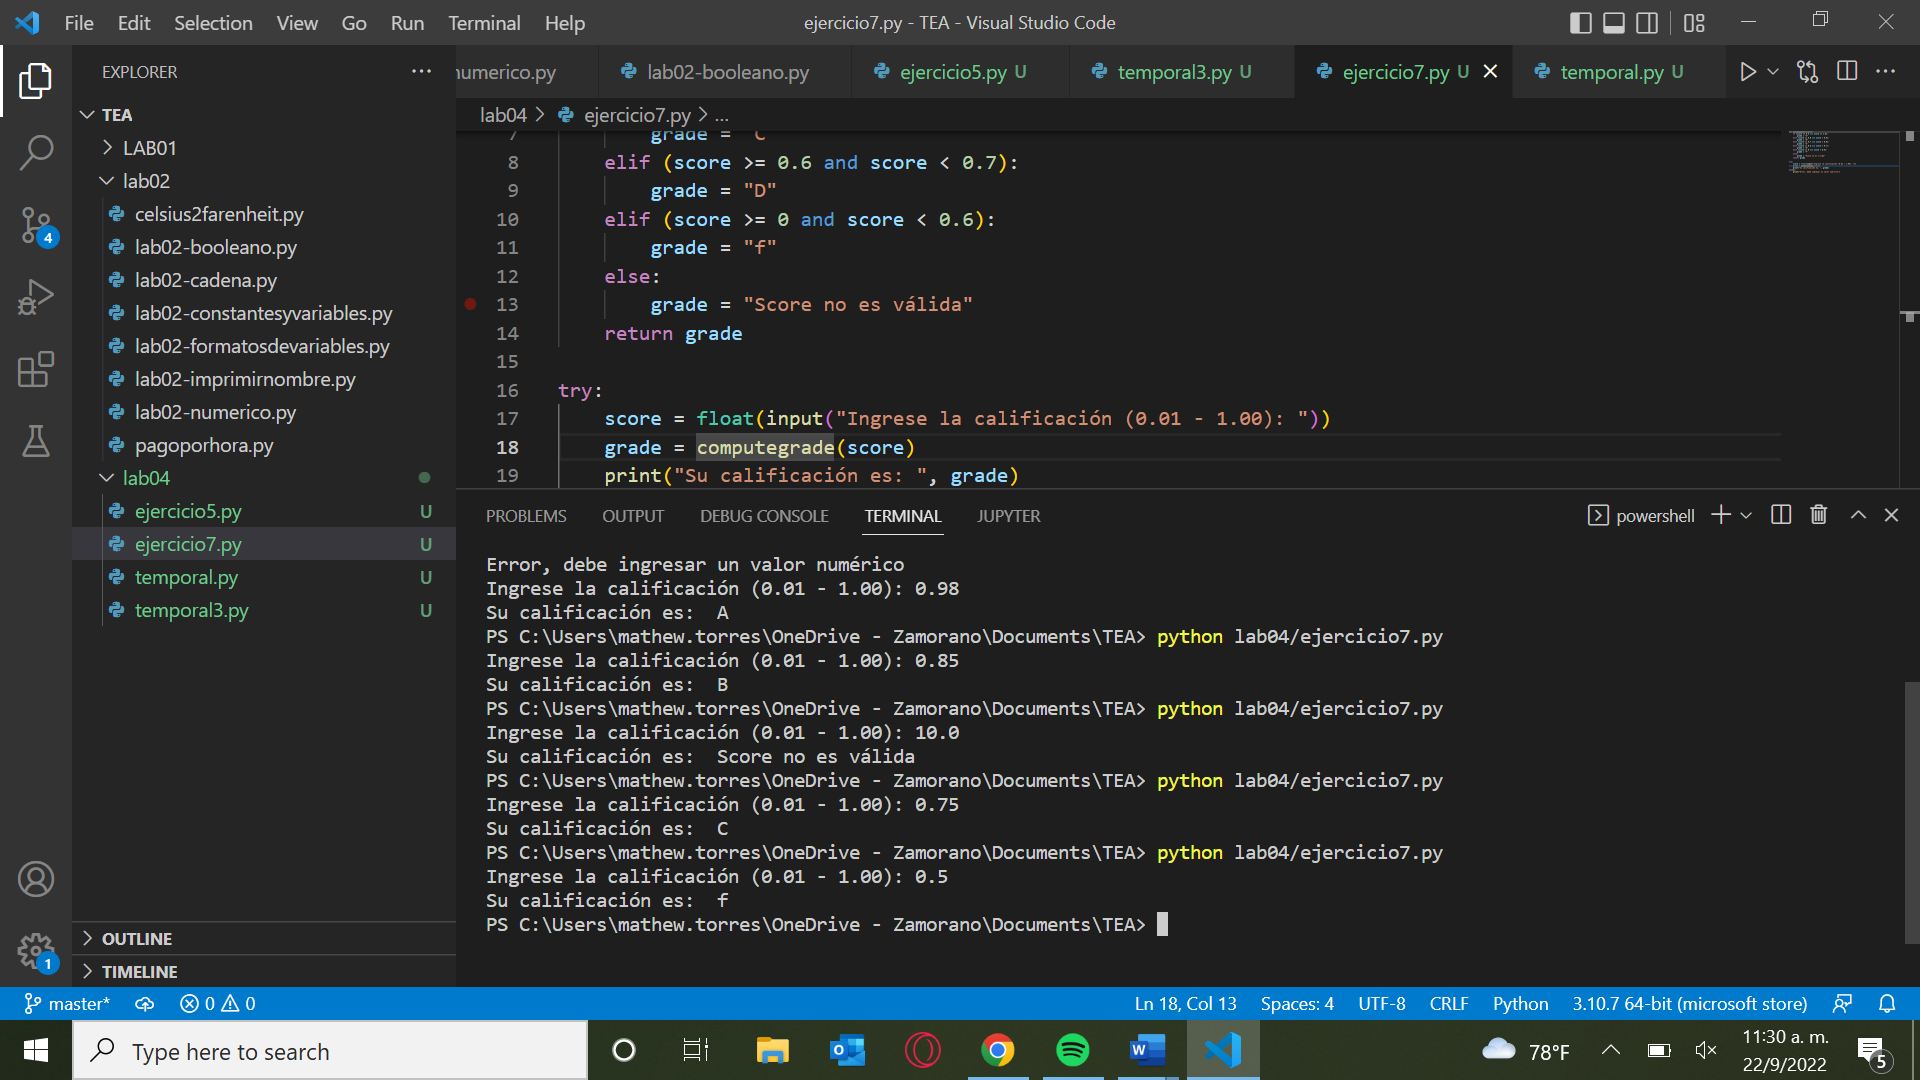 File Edit Selection View Go Run Terminal Help
ejercicio7.py - TEA - Visual Studio Code
EXPLORER
TEA
LAB01
lab02
celsius2farenheit.py
lab02-booleano.py
lab02-cadena.py
lab02-constantesyvariables.py
lab02-formatosdevariables.py
lab02-imprimirnombre.py
lab02-numerico.py
pagoporhora.py
lab04
ejercicio5.py U
ejercicio7.py U
temporal.py U
temporal3.py U
OUTLINE
TIMELINE
4
1
numerico.py lab02-booleano.py ejercicio5.py U temporal3.py U ejercicio7.py U temporal.py U
lab04 > ejercicio7.py > ...
7 grade = "C"
8 elif (score >= 0.6 and score < 0.7):
9 grade = "D"
10 elif (score >= 0 and score < 0.6):
11 grade = "f"
12 else:
13 grade = "Score no es válida"
14 return grade
15
16 try:
17 score = float(input("Ingrese la calificación (0.01 - 1.00): "))
18 grade = computegrade(score)
19 print("Su calificación es: ", grade)
PROBLEMS OUTPUT DEBUG CONSOLE TERMINAL JUPYTER
powershell
Error, debe ingresar un valor numérico
Ingrese la calificación (0.01 - 1.00): 0.98
Su calificación es:  A
PS C:\Users\mathew.torres\OneDrive - Zamorano\Documents\TEA> python lab04/ejercicio7.py
Ingrese la calificación (0.01 - 1.00): 0.85
Su calificación es:  B
PS C:\Users\mathew.torres\OneDrive - Zamorano\Documents\TEA> python lab04/ejercicio7.py
Ingrese la calificación (0.01 - 1.00): 10.0
Su calificación es:  Score no es válida
PS C:\Users\mathew.torres\OneDrive - Zamorano\Documents\TEA> python lab04/ejercicio7.py
Ingrese la calificación (0.01 - 1.00): 0.75
Su calificación es:  C
PS C:\Users\mathew.torres\OneDrive - Zamorano\Documents\TEA> python lab04/ejercicio7.py
Ingrese la calificación (0.01 - 1.00): 0.5
Su calificación es:  f
PS C:\Users\mathew.torres\OneDrive - Zamorano\Documents\TEA>
master* 0 0 Ln 18, Col 13 Spaces: 4 UTF-8 CRLF Python 3.10.7 64-bit (microsoft store)
Type here to search
78°F
11:30 a. m.
22/9/2022
5